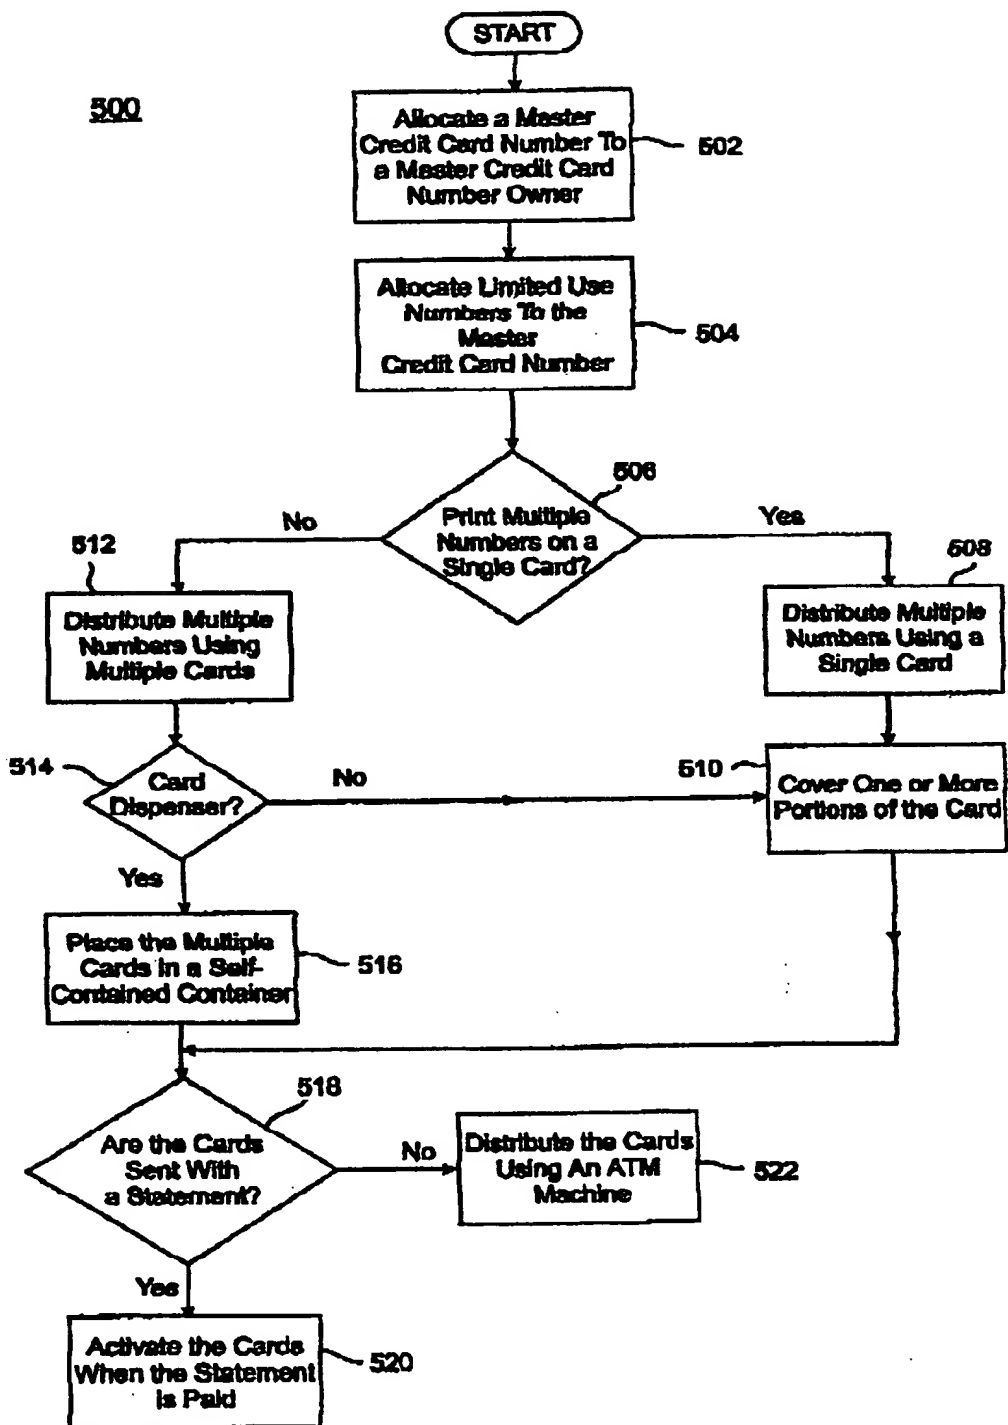 START
500
Allocate a Master
Credit Card Number To
a Master Credit Card
Number Owner
502
Allocate Limited Use
Numbers To the
Master
Credit Card Number
504
506
Print Multiple
Numbers on a
Single Card?
No
Yes
512
Distribute Multiple
Numbers Using
Multiple Cards
508
Distribute Multiple
Numbers Using a
Single Card
514
Card
Dispenser?
No
510
Cover One or More
Portions of the Card
Yes
Place the Multiple
Cards in a Self-
Contained Container
516
518
Are the Cards
Sent With
a Statement?
No
Distribute the Cards
Using An ATM
Machine
522
Yes
Activate the Cards
When the Statement
is Paid
520